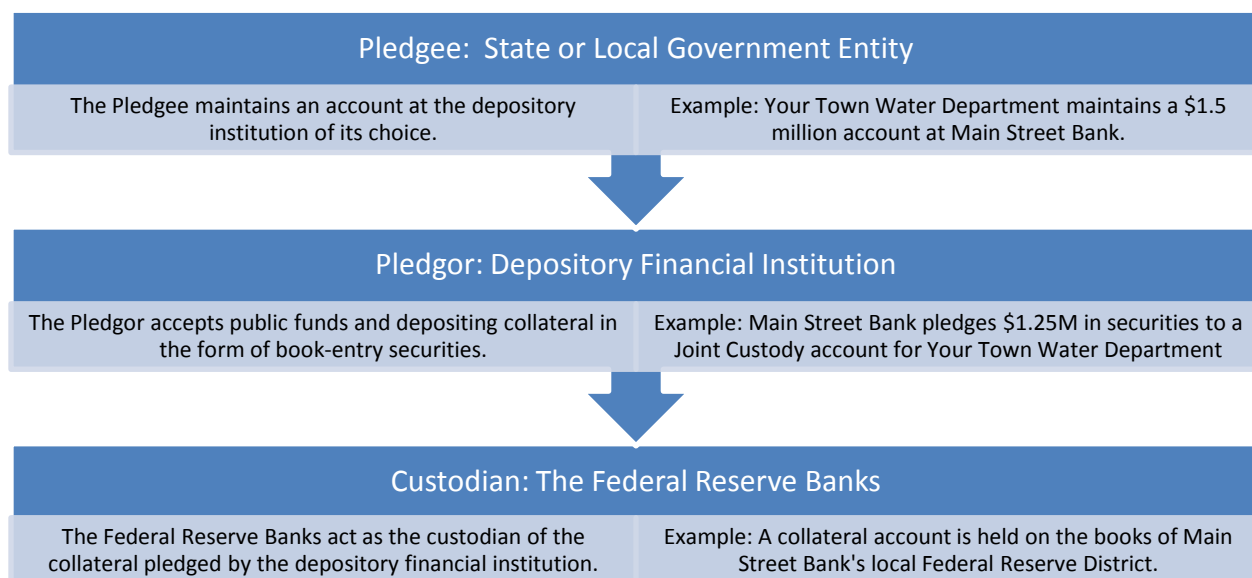 Pledgee:  State or Local Government Entity
The Pledgee maintains an account at the depository
institution of its choice.
Example: Your Town Water Department maintains a $1.5
million account at Main Street Bank.
Pledgor: Depository Financial Institution
The Pledgor accepts public funds and depositing collateral in
the form of book-entry securities.
Example: Main Street Bank pledges $1.25M in securities to a
Joint Custody account for Your Town Water Department
Custodian: The Federal Reserve Banks
The Federal Reserve Banks act as the custodian of the
collateral pledged by the depository financial institution.
Example: A collateral account is held on the books of Main
Street Bank's local Federal Reserve District.